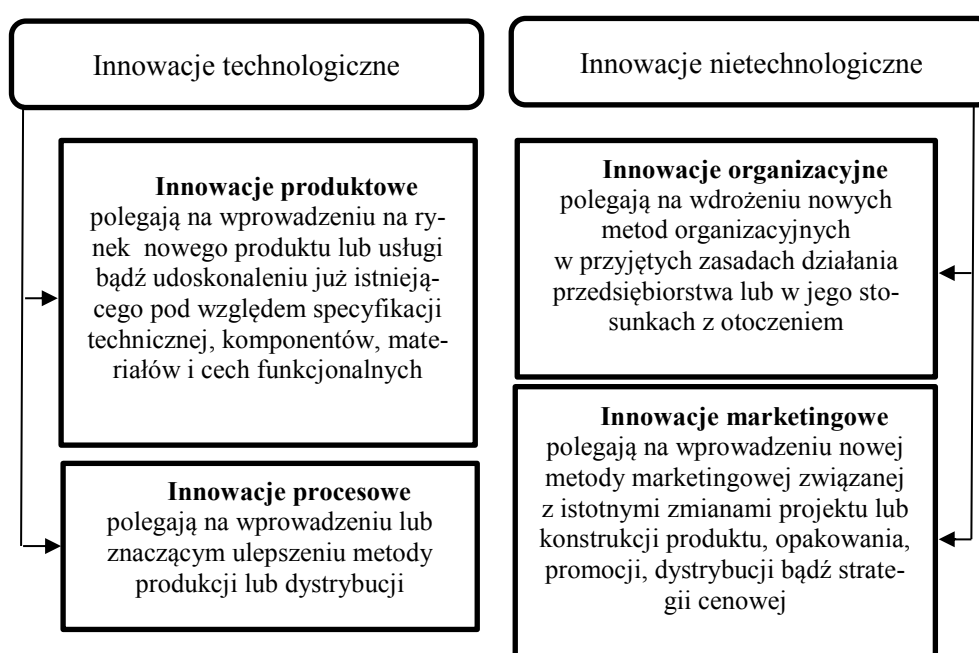 Innowacje technologiczne
Innowacje produktowe
polegają na wprowadzeniu na ry-
nek nowego produktu lub usługi
bądź udoskonaleniu już istnieją-
cego pod względem specyfikacji
technicznej, komponentów, mate-
riałów i cech funkcjonalnych
Innowacje procesowe
polegają na wprowadzeniu lub
znaczącym ulepszeniu metody
produkcji lub dystrybucji
Innowacje nietechnologiczne
Innowacje organizacyjne
polegają na wdrożeniu nowych
metod organizacyjnych
w przyjętych zasadach działania
przedsiębiorstwa lub w jego sto-
sunkach z otoczeniem
Innowacje marketingowe
polegają na wprowadzeniu nowej
metody marketingowej związanej
z istotnymi zmianami projektu lub
konstrukcji produktu, opakowania,
promocji, dystrybucji bądź strate-
gii cenowej